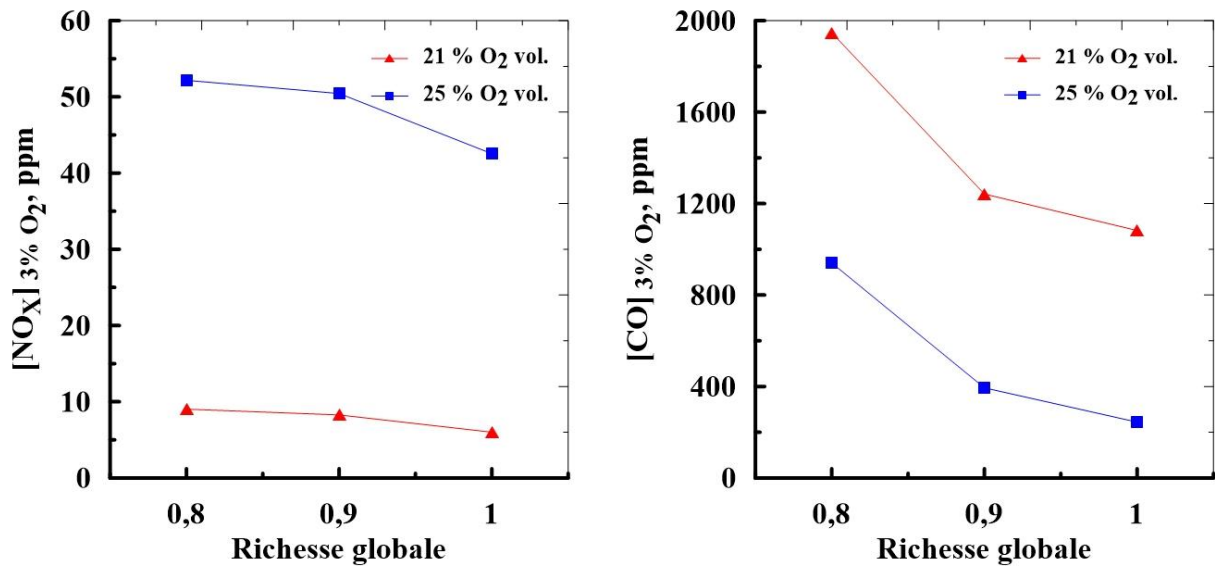 60
50
40
30
20
10
0
[NOX] 3% O2, ppm
21 % O2 vol.
25 % O2 vol.
0,8 0,9 1
Richesse globale
2000
1600
1200
800
400
0
[CO] 3% O2, ppm
21 % O2 vol.
25 % O2 vol.
0,8 0,9 1
Richesse globale